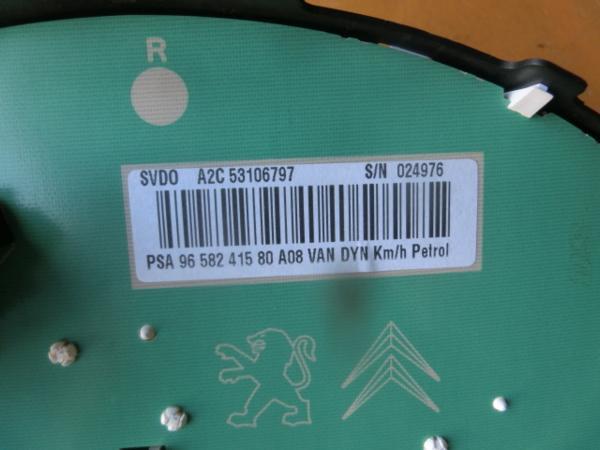 R
SVDO A2C 53106797 S/N 024976
PSA 96 582 415 80 A08 VAN DYN Km/h Petrol